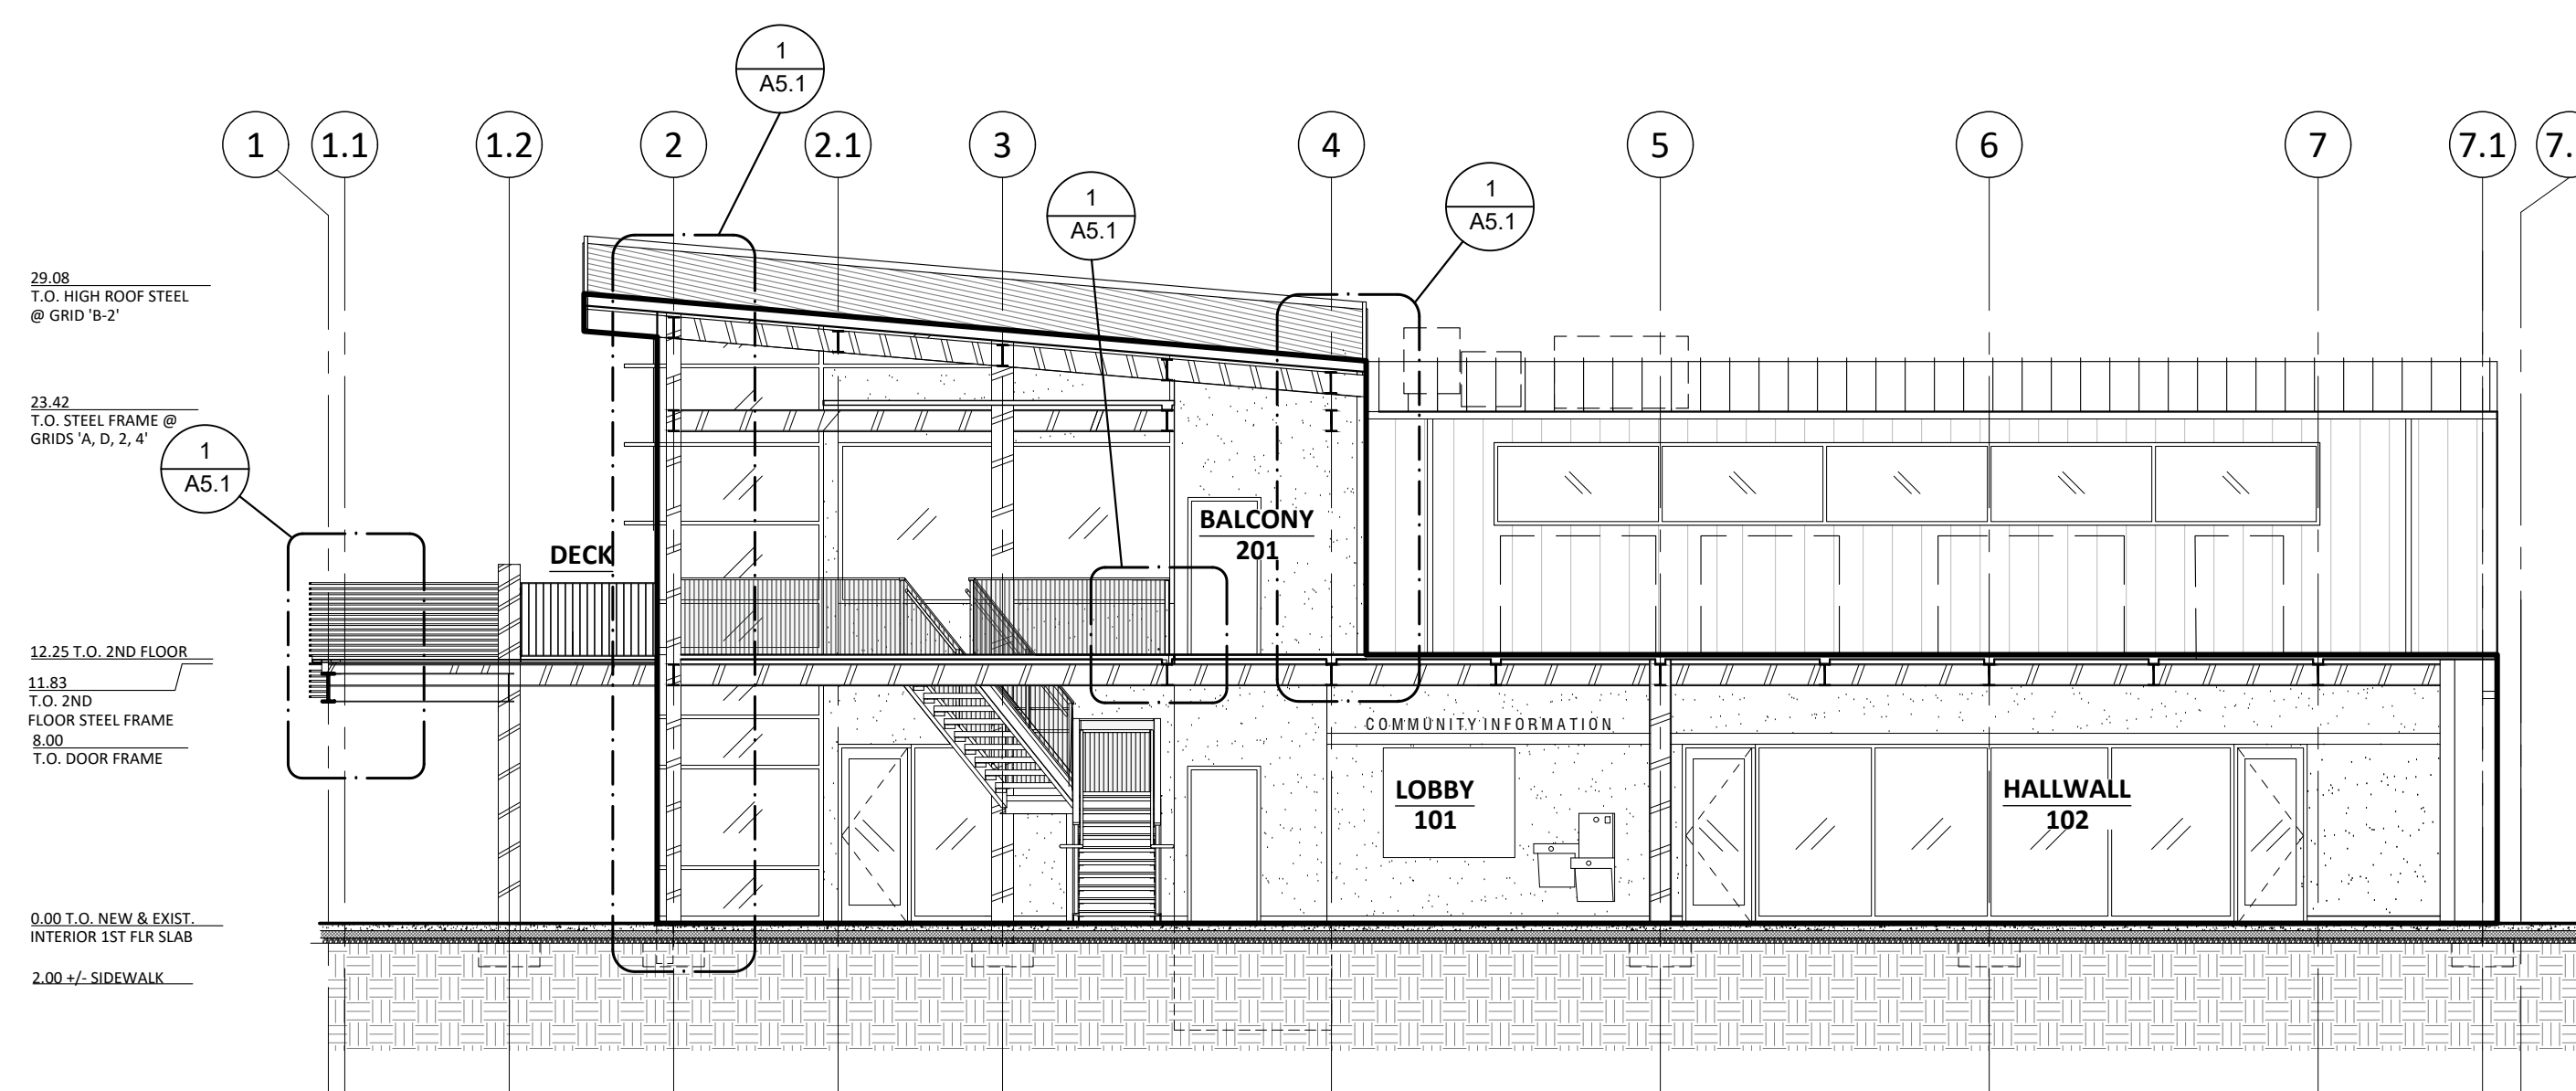 1
A5.1
1
1.1
1.2
2
2.1
3
4
5
6
7
7.1
7.
1
A5.1
1
A5.1
29.08
T.O. HIGH ROOF STEEL
@ GRID 'B-2'
23.42
T.O. STEEL FRAME @
GRIDS 'A, D, 2, 4'
1
A5.1
BALCONY
201
DECK
12.25 T.O. 2ND FLOOR
11.83
T.O. 2ND
FLOOR STEEL FRAME
8.00
T.O. DOOR FRAME
COMMUNITY INFORMATION
LOBBY
101
HALLWALL
102
0.00 T.O. NEW & EXIST.
INTERIOR 1ST FLR SLAB
2.00 +/- SIDEWALK